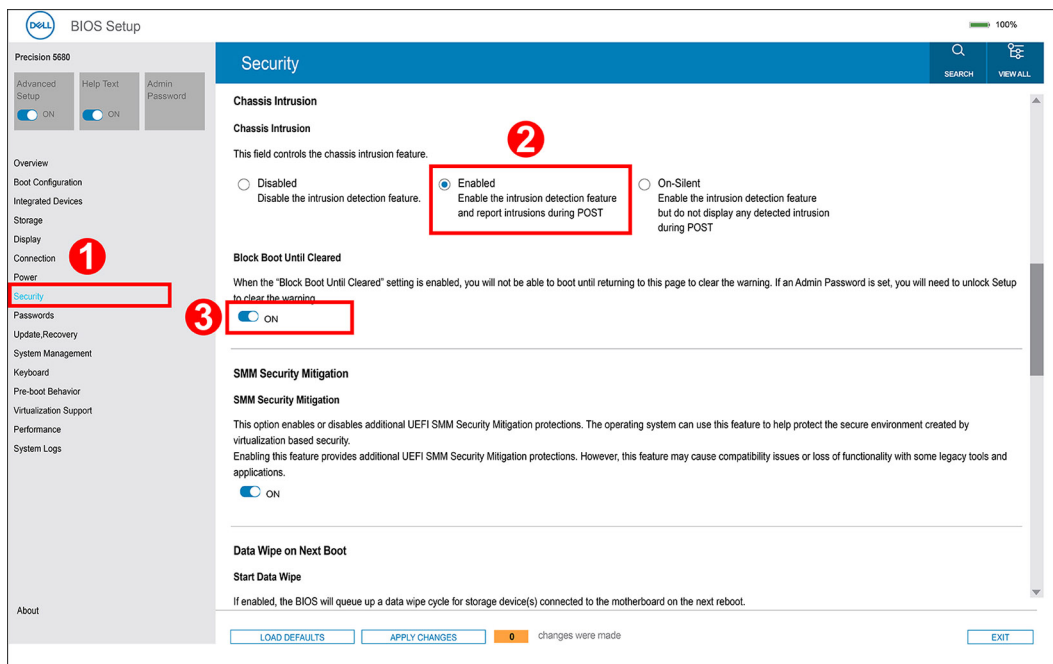 DELL
BIOS Setup
100%
Precision 5680
Advanced Setup
ON
Help Text
ON
Admin Password
Security
SEARCH
VIEW ALL
Overview
Boot Configuration
Integrated Devices
Storage
Display
Connection
Power
Security
Passwords
Update,Recovery
System Management
Keyboard
Pre-boot Behavior
Virtualization Support
Performance
System Logs
About
1
Chassis Intrusion
Chassis Intrusion
This field controls the chassis intrusion feature.
2
Disabled
Disable the intrusion detection feature.
Enabled
Enable the intrusion detection feature
and report intrusions during POST
On-Silent
Enable the intrusion detection feature
but do not display any detected intrusion
during POST
Block Boot Until Cleared
When the “Block Boot Until Cleared” setting is enabled, you will not be able to boot until returning to this page to clear the warning. If an Admin Password is set, you will need to unlock Setup
to clear the warning.
3
ON
SMM Security Mitigation
SMM Security Mitigation
This option enables or disables additional UEFI SMM Security Mitigation protections. The operating system can use this feature to help protect the secure environment created by
virtualization based security.
Enabling this feature provides additional UEFI SMM Security Mitigation protections. However, this feature may cause compatibility issues or loss of functionality with some legacy tools and
applications.
ON
Data Wipe on Next Boot
Start Data Wipe
If enabled, the BIOS will queue up a data wipe cycle for storage device(s) connected to the motherboard on the next reboot.
LOAD DEFAULTS
APPLY CHANGES
0
changes were made
EXIT